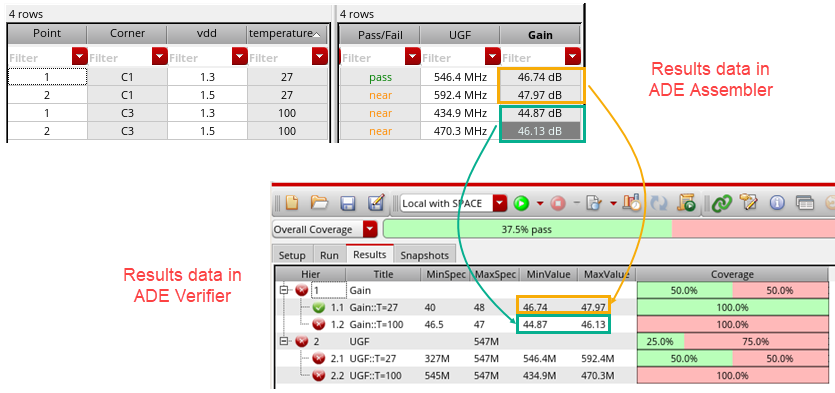 4 rows
4 rows
Point Corner vdd temperature
Pass/Fail UGF Gain
Filter Filter Filter Filter
Filter Filter Filter
1 C1 1.3 27 pass 546.4 MHz 46.74 dB
2 C1 1.5 27 near 592.4 MHz 47.97 dB
1 C3 1.3 100 near 434.9 MHz 44.87 dB
2 C3 1.5 100 near 470.3 MHz 46.13 dB
Results data in
ADE Assembler
Local with SPACE
Overall Coverage 37.5% pass
Setup Run Results Snapshots
Hier Title MinSpec MaxSpec MinValue MaxValue Coverage
1 Gain 50.0% 50.0%
1.1 Gain::T=27 40 48 46.74 47.97 100.0%
1.2 Gain::T=100 46.5 47 44.87 46.13 100.0%
2 UGF 547M 25.0% 75.0%
2.1 UGF::T=27 327M 547M 546.4M 592.4M 50.0% 50.0%
2.2 UGF::T=100 545M 547M 434.9M 470.3M 100.0%
Results data in
ADE Verifier